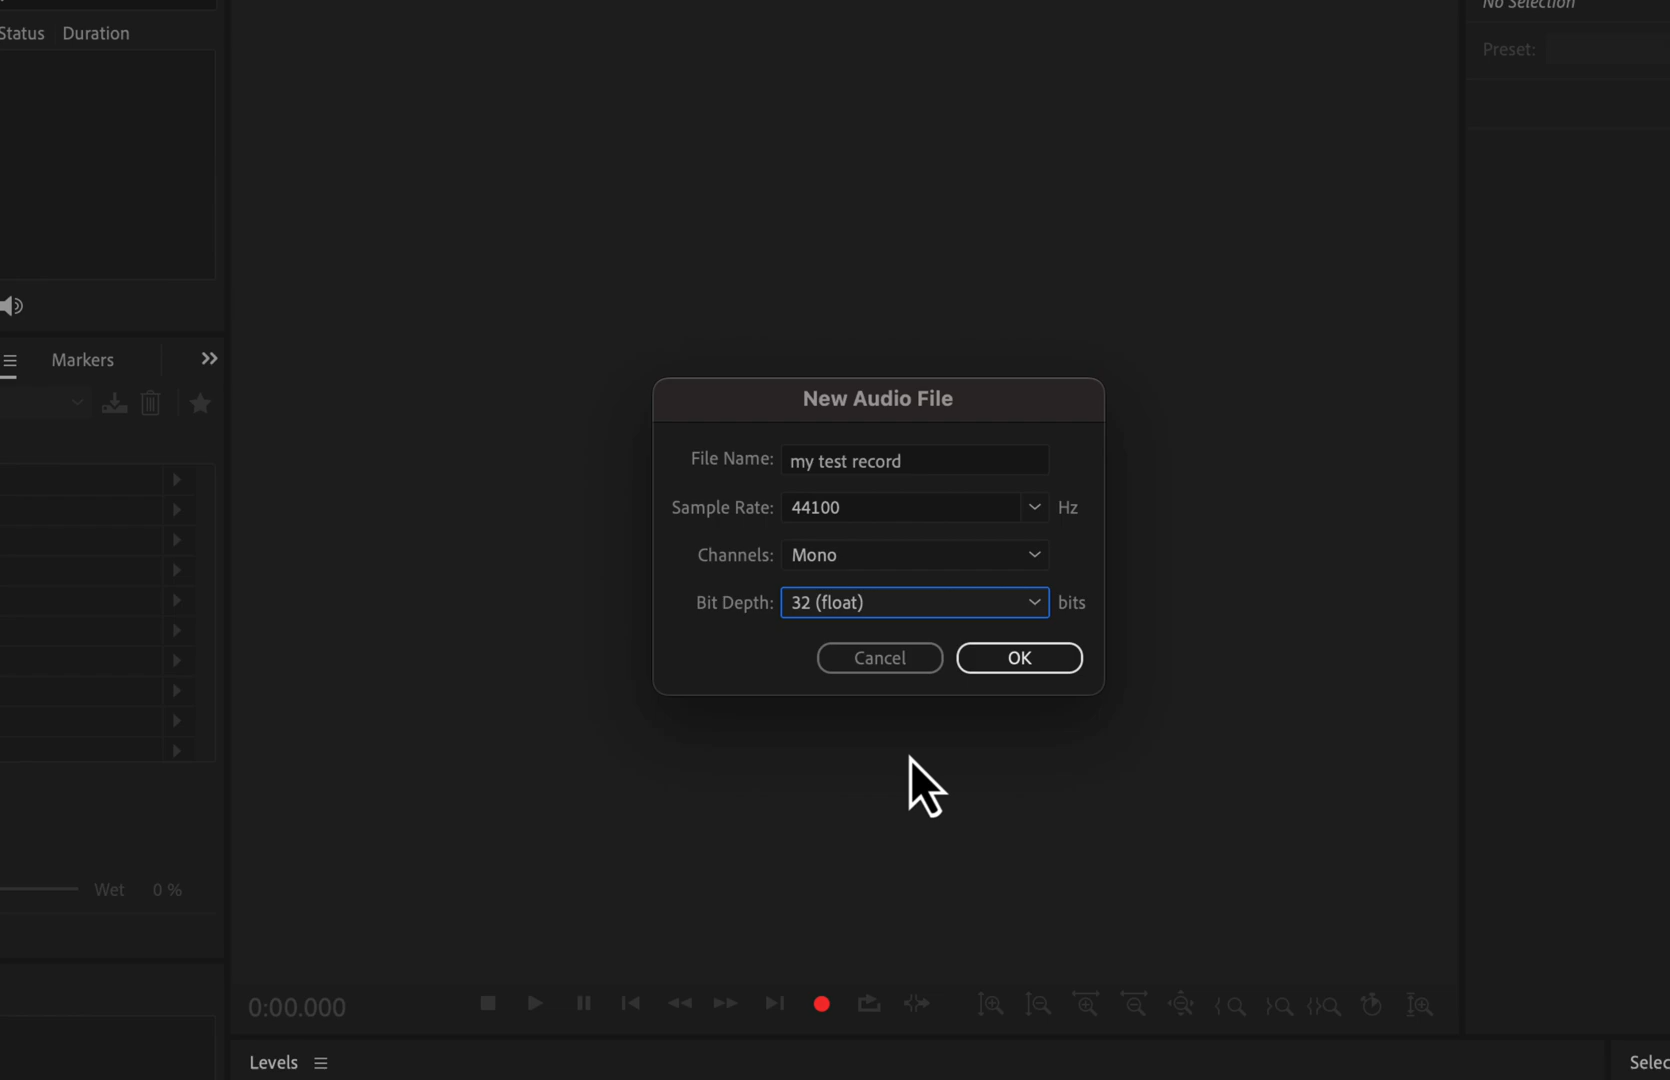 No Selection
Status Duration
Preset:
Markers
New Audio File
File Name: my test record
Sample Rate: 44100 Hz
Channels: Mono
Bit Depth: 32 (float) bits
Cancel OK
Wet 0 %
0:00.000
Levels
Selec